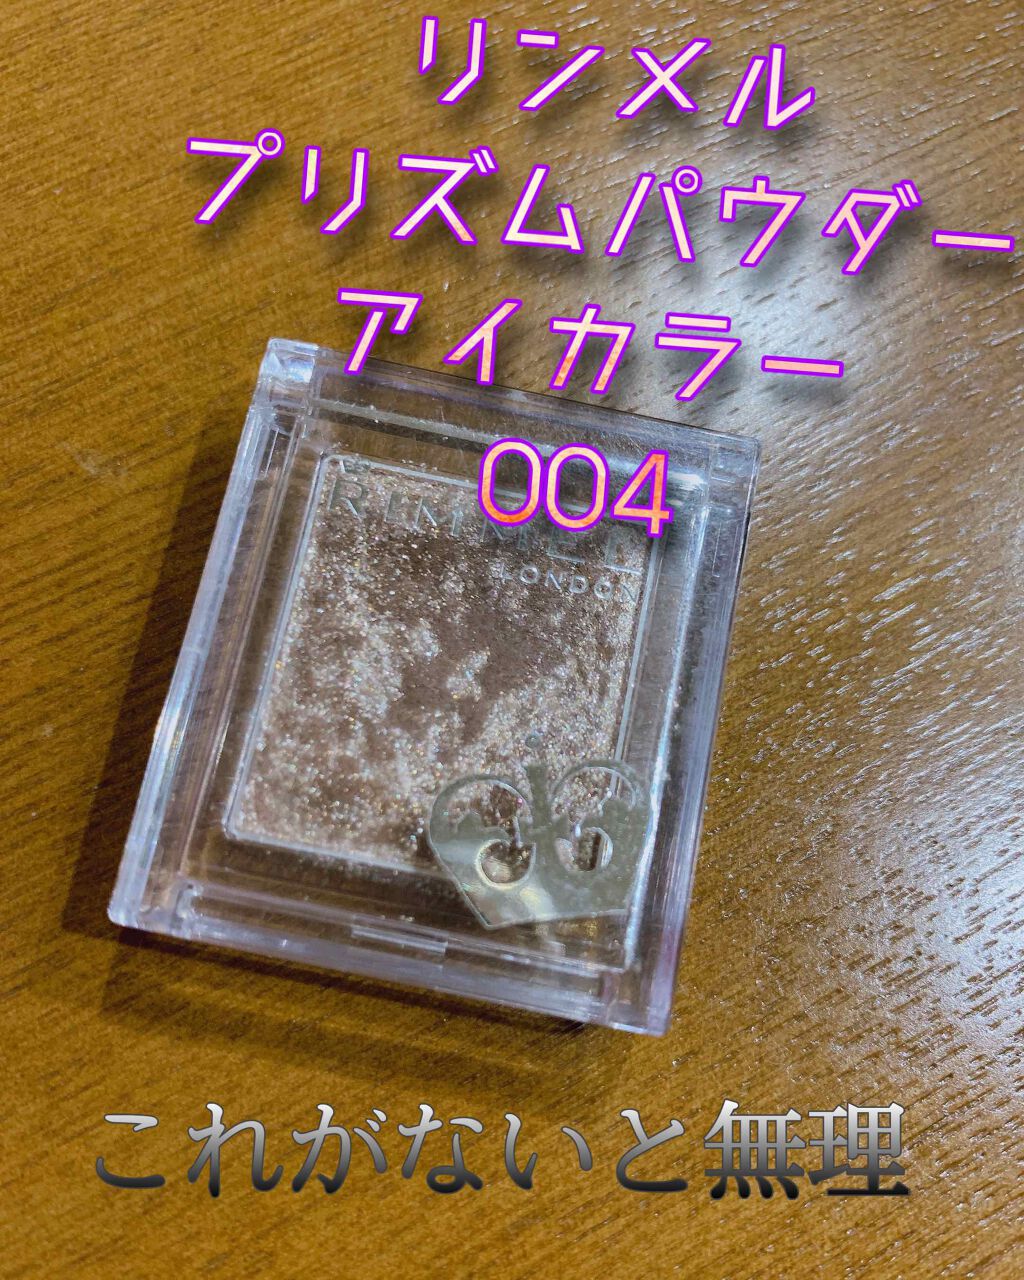 リンメル
プリズムパウダー
アイカラー
004
RIMMEL
LONDON
これがないと無理